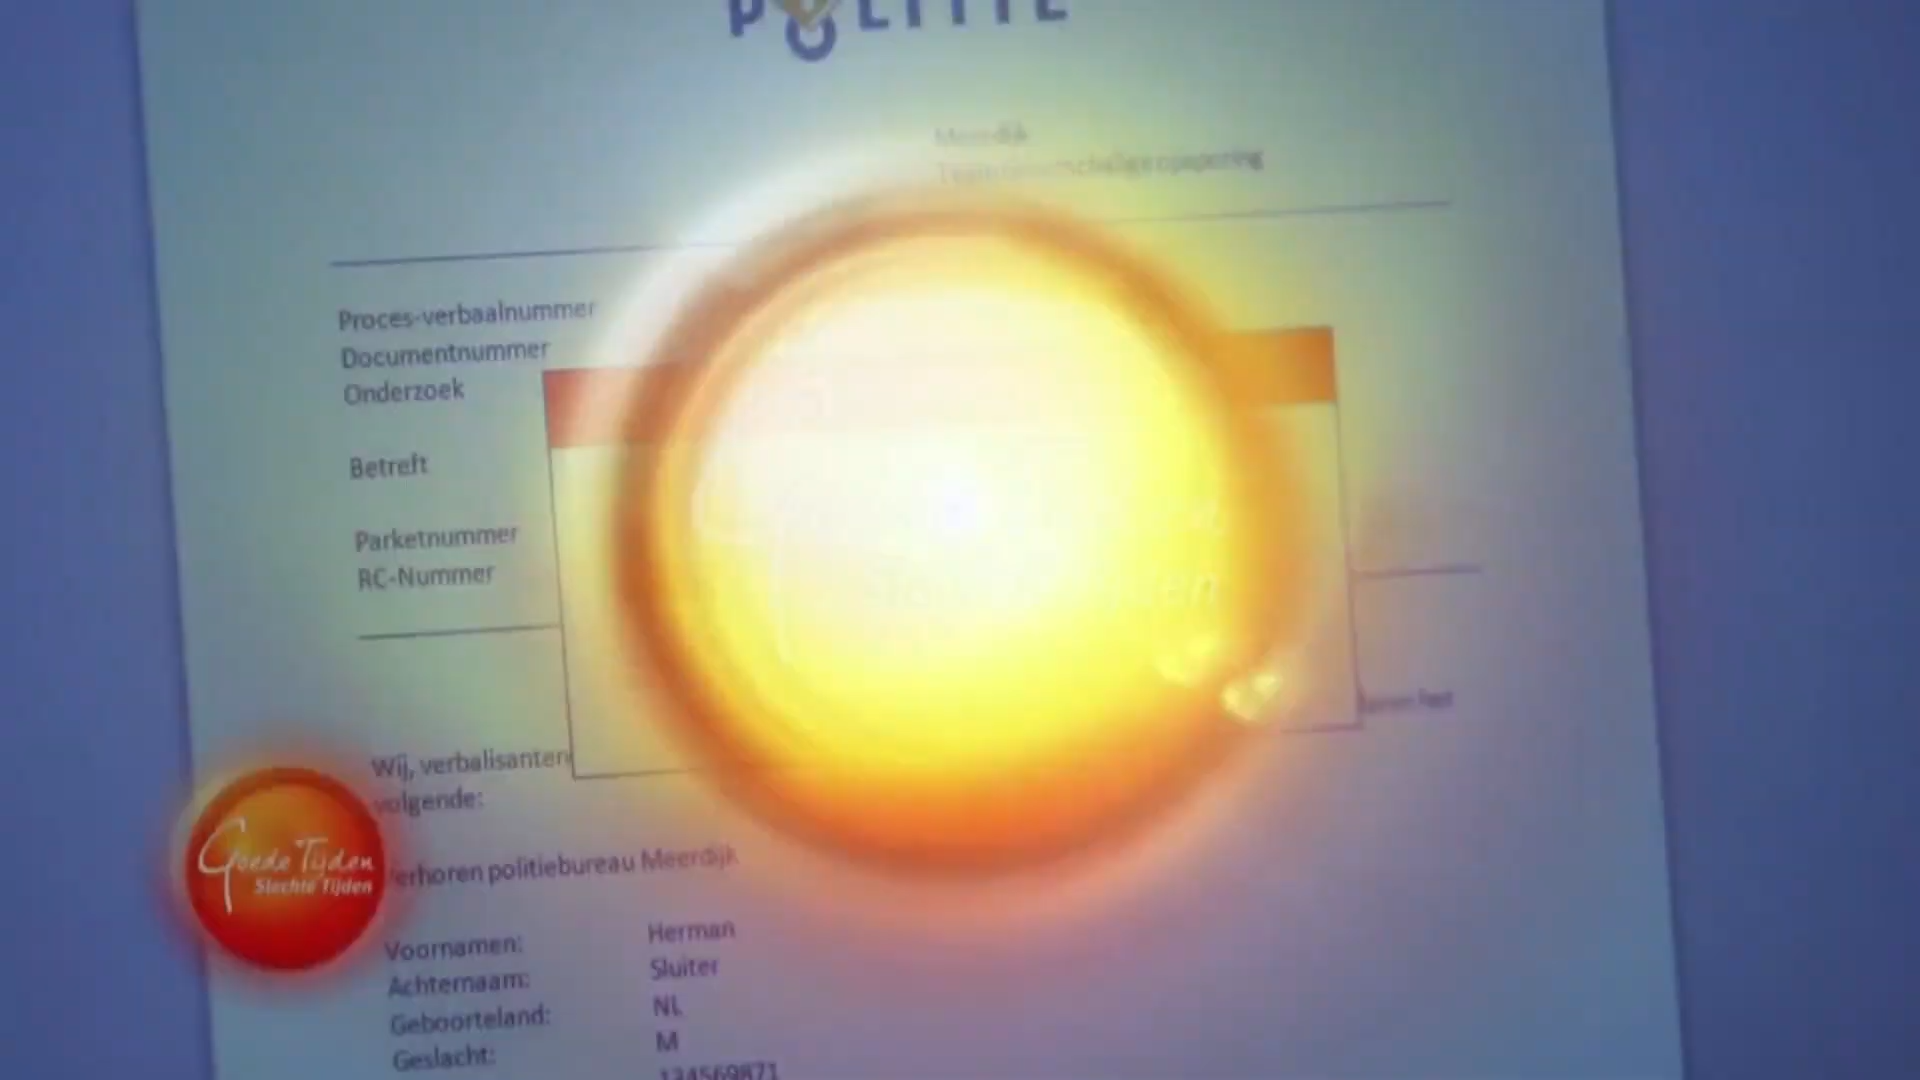 POLITIE
Meerdijk
Proces-verbaalnummer
Documentnummer
Onderzoek
Betreft
Parketnummer
RC-Nummer
Wij, verbalisanten
volgende:
Verhoren politiebureau Meerdijk
Voornamen: Herman
Achternaam: Sluiter
Geboorteland: NL
Geslacht: M
134569871
Goede Tijden
Slechte Tijden